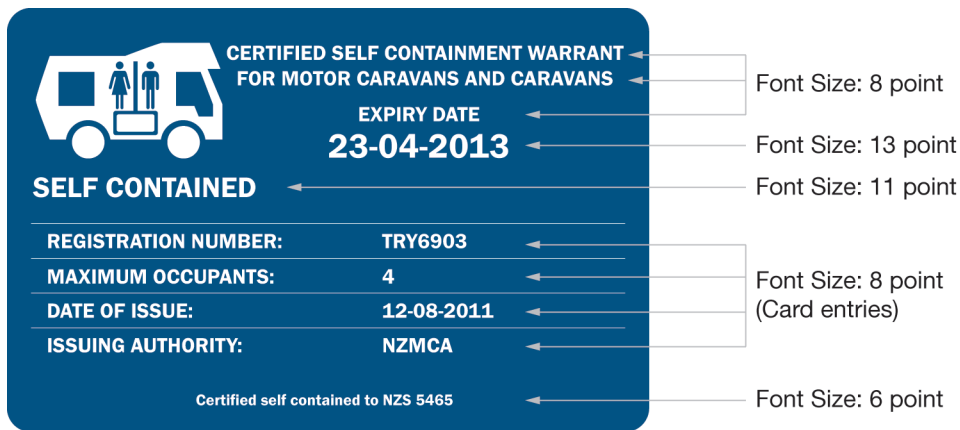 CERTIFIED SELF CONTAINMENT WARRANT
FOR MOTOR CARAVANS AND CARAVANS
Font Size: 8 point
EXPIRY DATE
23-04-2013
Font Size: 13 point
SELF CONTAINED
Font Size: 11 point
REGISTRATION NUMBER: TRY6903
MAXIMUM OCCUPANTS: 4
DATE OF ISSUE: 12-08-2011
ISSUING AUTHORITY: NZMCA
Font Size: 8 point
(Card entries)
Certified self contained to NZS 5465
Font Size: 6 point